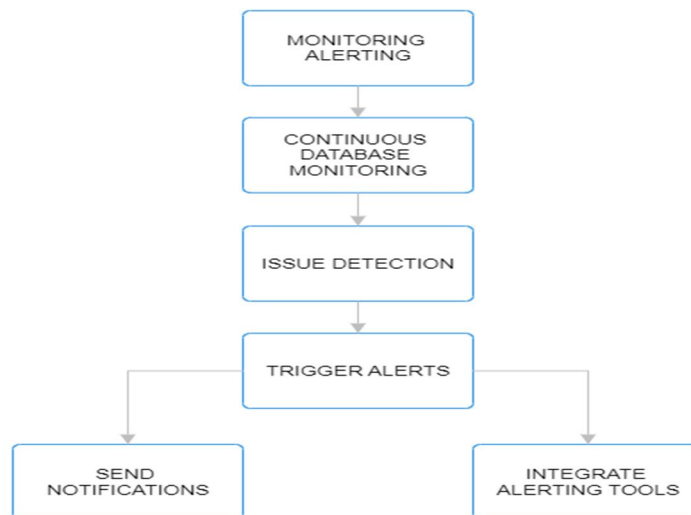 MONITORING
ALERTING
CONTINUOUS
DATABASE
MONITORING
ISSUE DETECTION
TRIGGER ALERTS
SEND
NOTIFICATIONS
INTEGRATE
ALERTING TOOLS